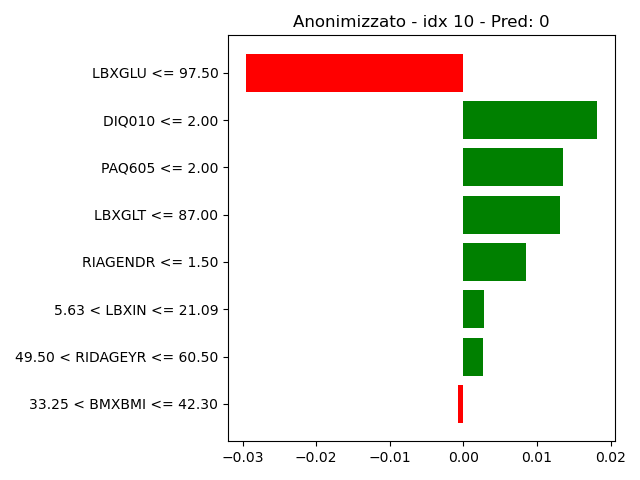 Anonimizzato - idx 10 - Pred: 0
LBXGLU <= 97.50
DIQ010 <= 2.00
PAQ605 <= 2.00
LBXGLT <= 87.00
RIAGENDR <= 1.50
5.63 < LBXIN <= 21.09
49.50 < RIDAGEYR <= 60.50
33.25 < BMXBMI <= 42.30
−0.03 −0.02 −0.01 0.00 0.01 0.02